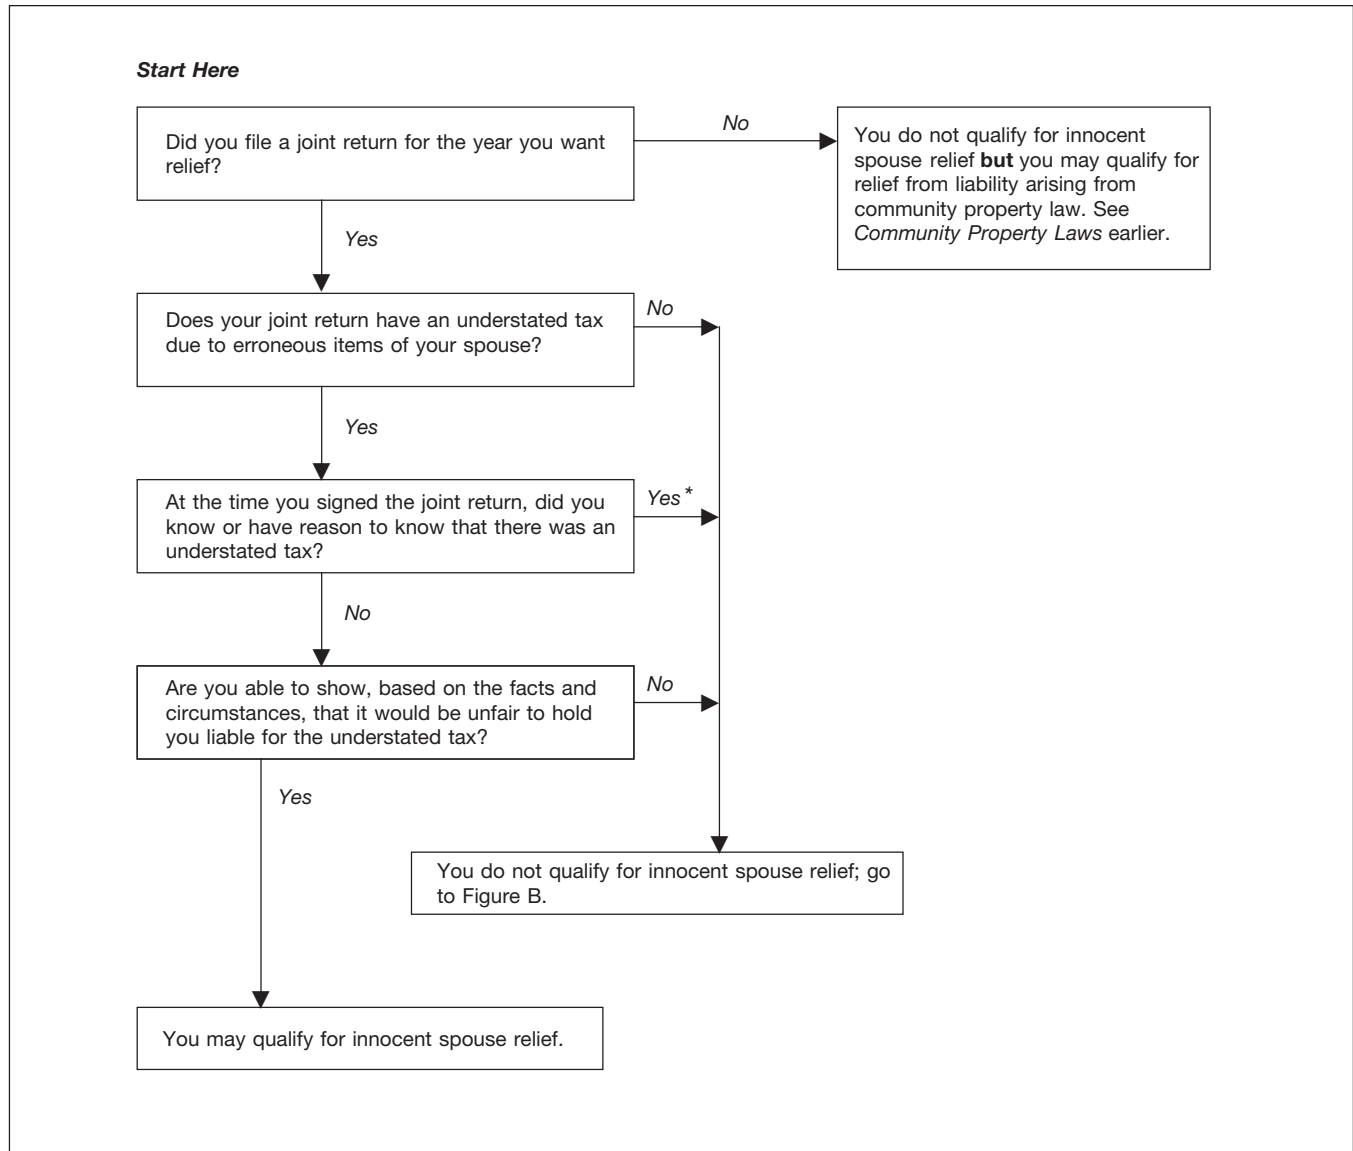 Start Here
Did you file a joint return for the year you want
relief?
No
You do not qualify for innocent
spouse relief but you may qualify for
relief from liability arising from
community property law. See
Community Property Laws earlier.
Yes
Does your joint return have an understated tax
due to erroneous items of your spouse?
No
Yes
At the time you signed the joint return, did you
know or have reason to know that there was an
understated tax?
Yes*
No
Are you able to show, based on the facts and
circumstances, that it would be unfair to hold
you liable for the understated tax?
No
Yes
You do not qualify for innocent spouse relief; go
to Figure B.
You may qualify for innocent spouse relief.